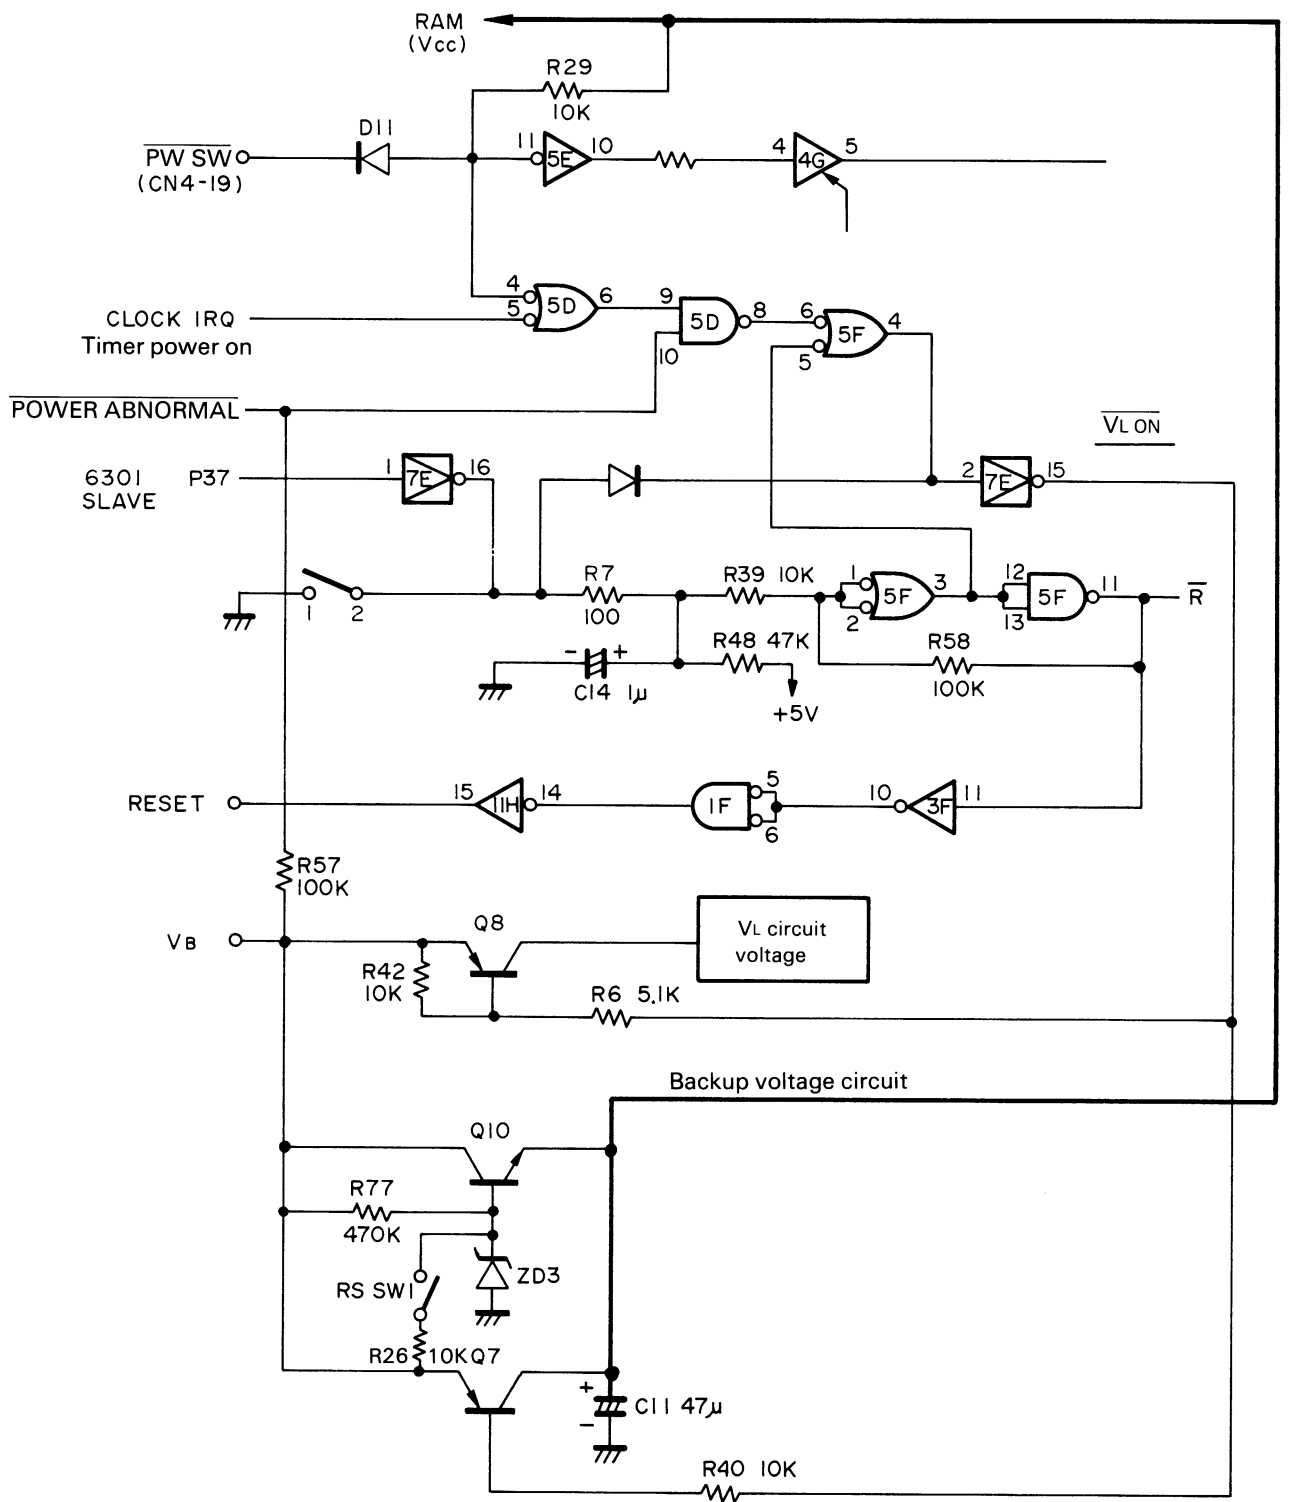 RAM
(Vcc)
R29
10K
D11
PW SW
(CN4-19)
11 5E 10
4 4G 5
4
5 5D 6
9
10 5D 8
6
5 5F 4
CLOCK IRQ
Timer power on
POWER ABNORMAL
VL ON
6301
SLAVE
P37
1 7E 16
2 7E 15
1 2
R7
100
R39 10K
1
2 5F 3
12
13 5F 11
R
R48 47K
+5V
- +
C14 1µ
R58
100K
RESET
15 11H 14
1F 5
6
10 3F 11
R57
100K
VB
Q8
VL circuit
voltage
R42
10K
R6 5.1K
Backup voltage circuit
Q10
R77
470K
RS SW1
ZD3
R26 10K Q7
+
-
C11 47µ
R40 10K